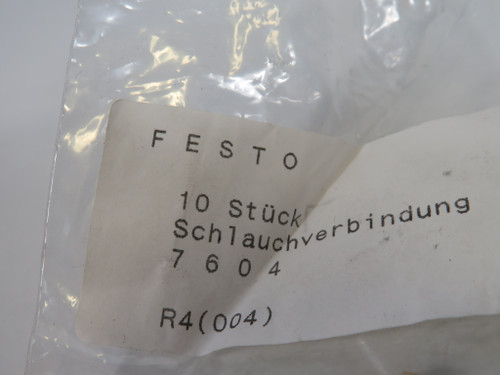 FESTO
10 Stück
Schlauchverbindung
7604
R4(004)